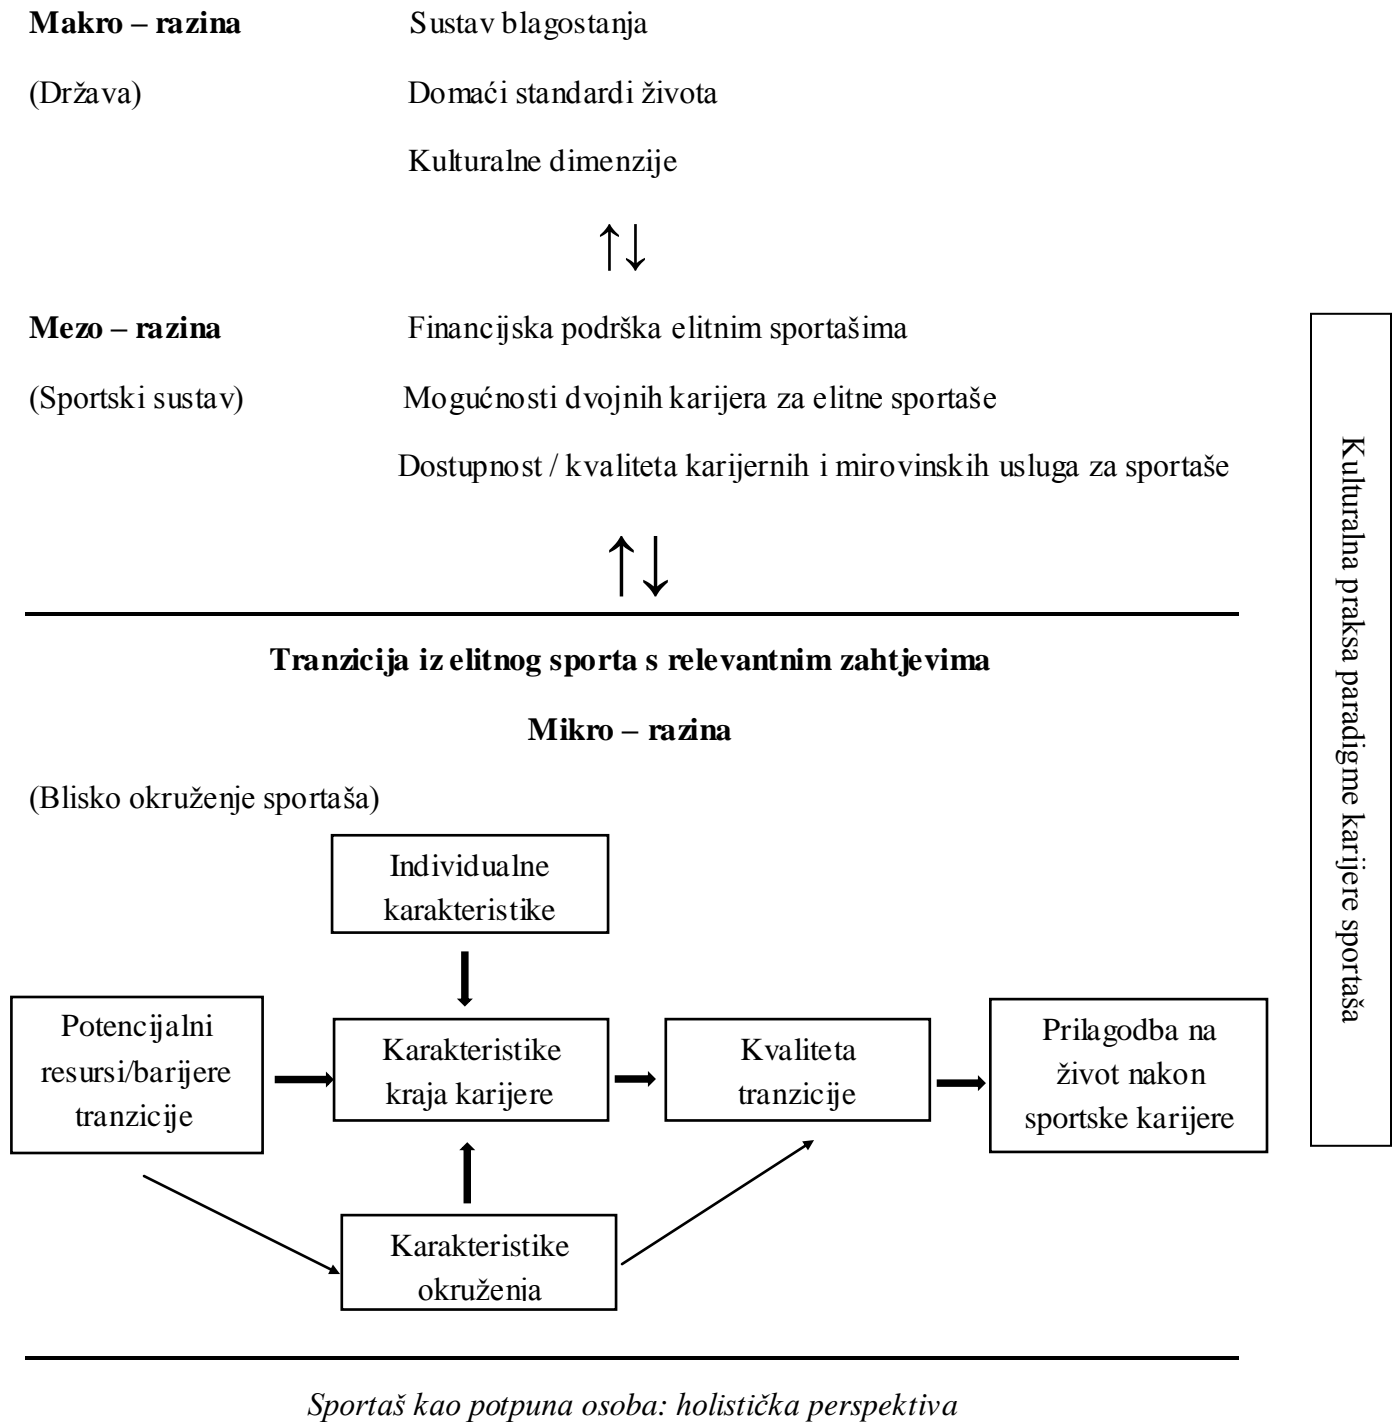 Makro – razina
Sustav blagostanja
(Država)
Domaći standardi života
Kulturalne dimenzije
↑↓
Mezo – razina
Financijska podrška elitnim sportašima
(Sportski sustav)
Mogućnosti dvojnih karijera za elitne sportaše
Dostupnost / kvaliteta karijernih i mirovinskih usluga za sportaše
↑↓
Kulturalna praksa paradigme karijere sportaša
Tranzicija iz elitnog sporta s relevantnim zahtjevima
Mikro – razina
(Blisko okruženje sportaša)
Individualne
karakteristike
Potencijalni
resursi/barijere
tranzicije
Karakteristike
kraja karijere
Kvaliteta
tranzicije
Prilagodba na
život nakon
sportske karijere
Karakteristike
okruženja
Sportaš kao potpuna osoba: holistička perspektiva